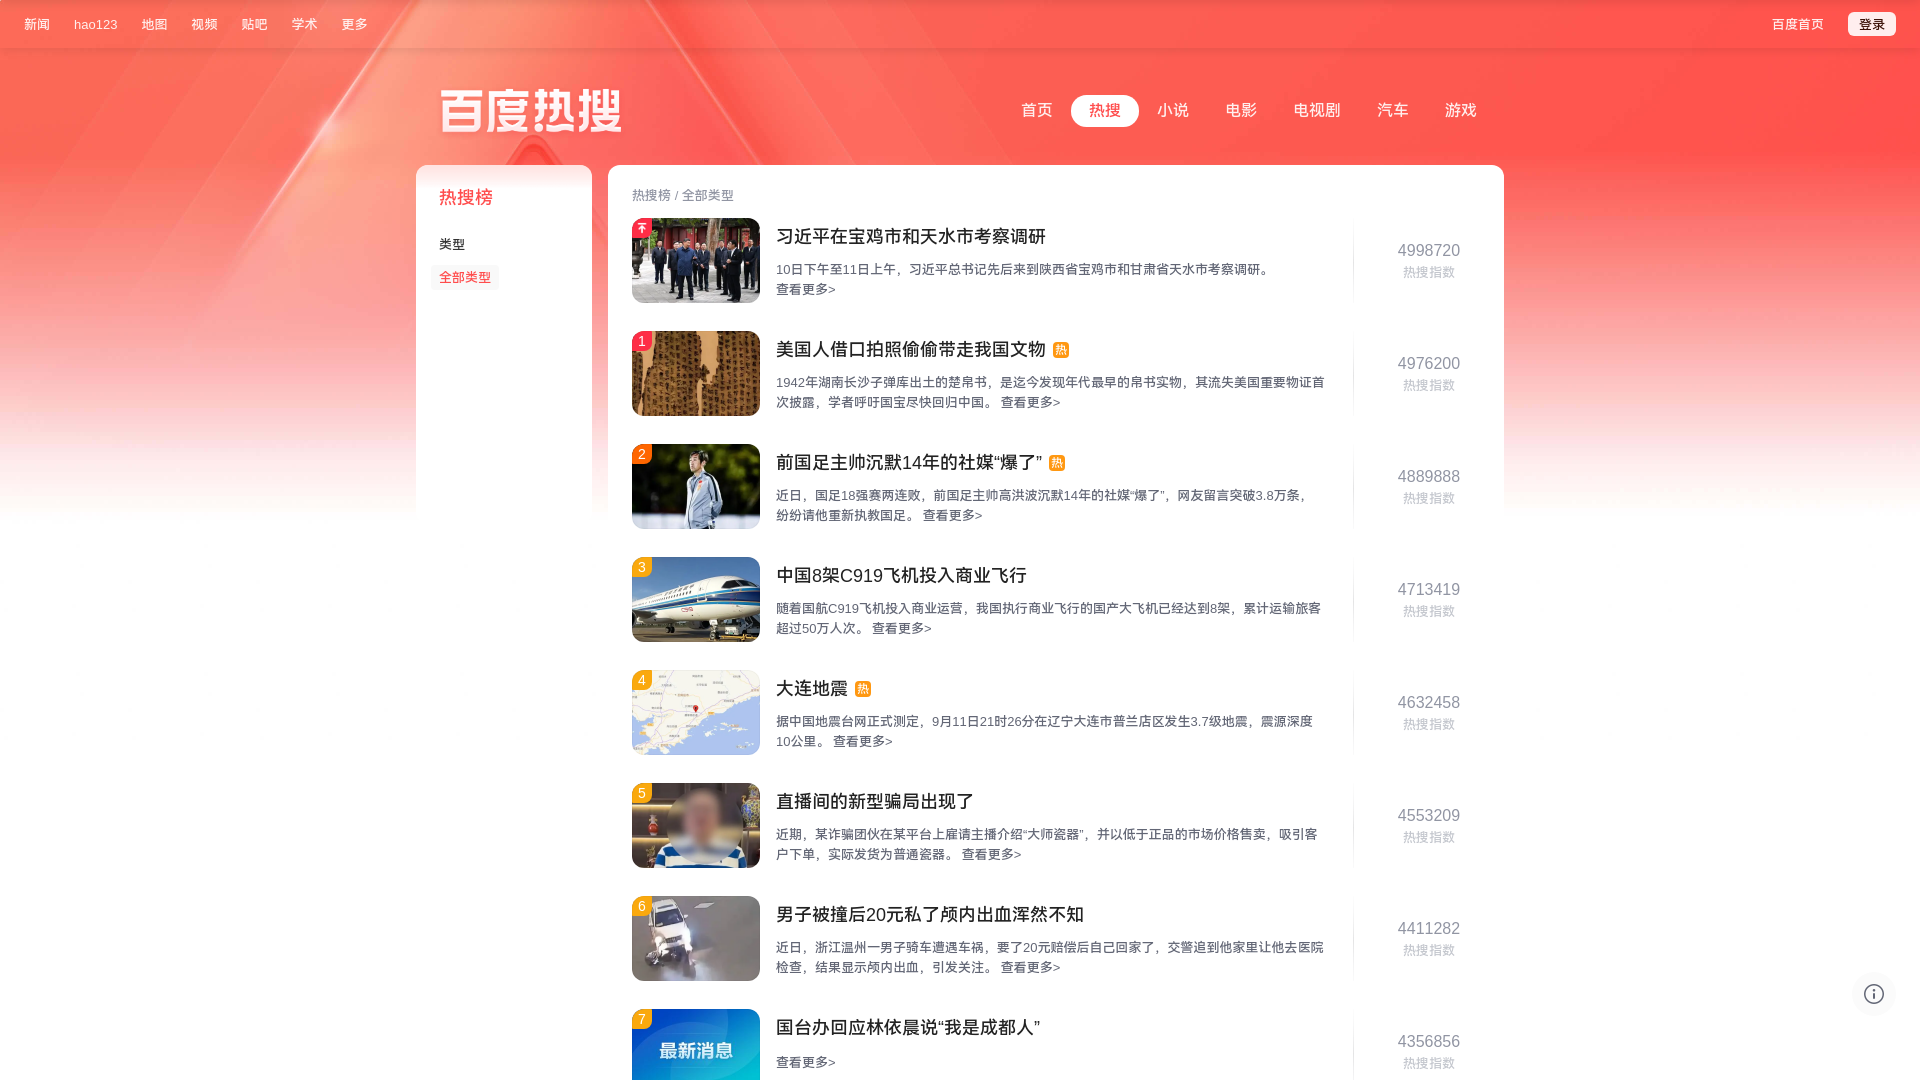 新闻 hao123 地图 视频 贴吧 学术 更多 百度首页 登录
百度热搜
首页 热搜 小说 电影 电视剧 汽车 游戏
热搜榜
类型
全部类型
热搜榜 / 全部类型
习近平在宝鸡市和天水市考察调研
10日下午至11日上午，习近平总书记先后来到陕西省宝鸡市和甘肃省天水市考察调研。
查看更多>
4998720
热搜指数
1
美国人借口拍照偷偷带走我国文物 热
1942年湖南长沙子弹库出土的楚帛书，是迄今发现年代最早的帛书实物，其流失美国重要物证首
次披露，学者呼吁国宝尽快回归中国。 查看更多>
4976200
热搜指数
2
前国足主帅沉默14年的社媒“爆了” 热
近日，国足18强赛两连败，前国足主帅高洪波沉默14年的社媒“爆了”，网友留言突破3.8万条，
纷纷请他重新执教国足。 查看更多>
4889888
热搜指数
3
中国8架C919飞机投入商业飞行
随着国航C919飞机投入商业运营，我国执行商业飞行的国产大飞机已经达到8架，累计运输旅客
超过50万人次。 查看更多>
4713419
热搜指数
4
大连地震 热
据中国地震台网正式测定，9月11日21时26分在辽宁大连市普兰店区发生3.7级地震，震源深度
10公里。 查看更多>
4632458
热搜指数
5
直播间的新型骗局出现了
近期，某诈骗团伙在某平台上雇请主播介绍“大师瓷器”，并以低于正品的市场价格售卖，吸引客
户下单，实际发货为普通瓷器。 查看更多>
4553209
热搜指数
6
男子被撞后20元私了颅内出血浑然不知
近日，浙江温州一男子骑车遭遇车祸，要了20元赔偿后自己回家了，交警追到他家里让他去医院
检查，结果显示颅内出血，引发关注。 查看更多>
4411282
热搜指数
7
最新消息
国台办回应林依晨说“我是成都人”
查看更多>
4356856
热搜指数